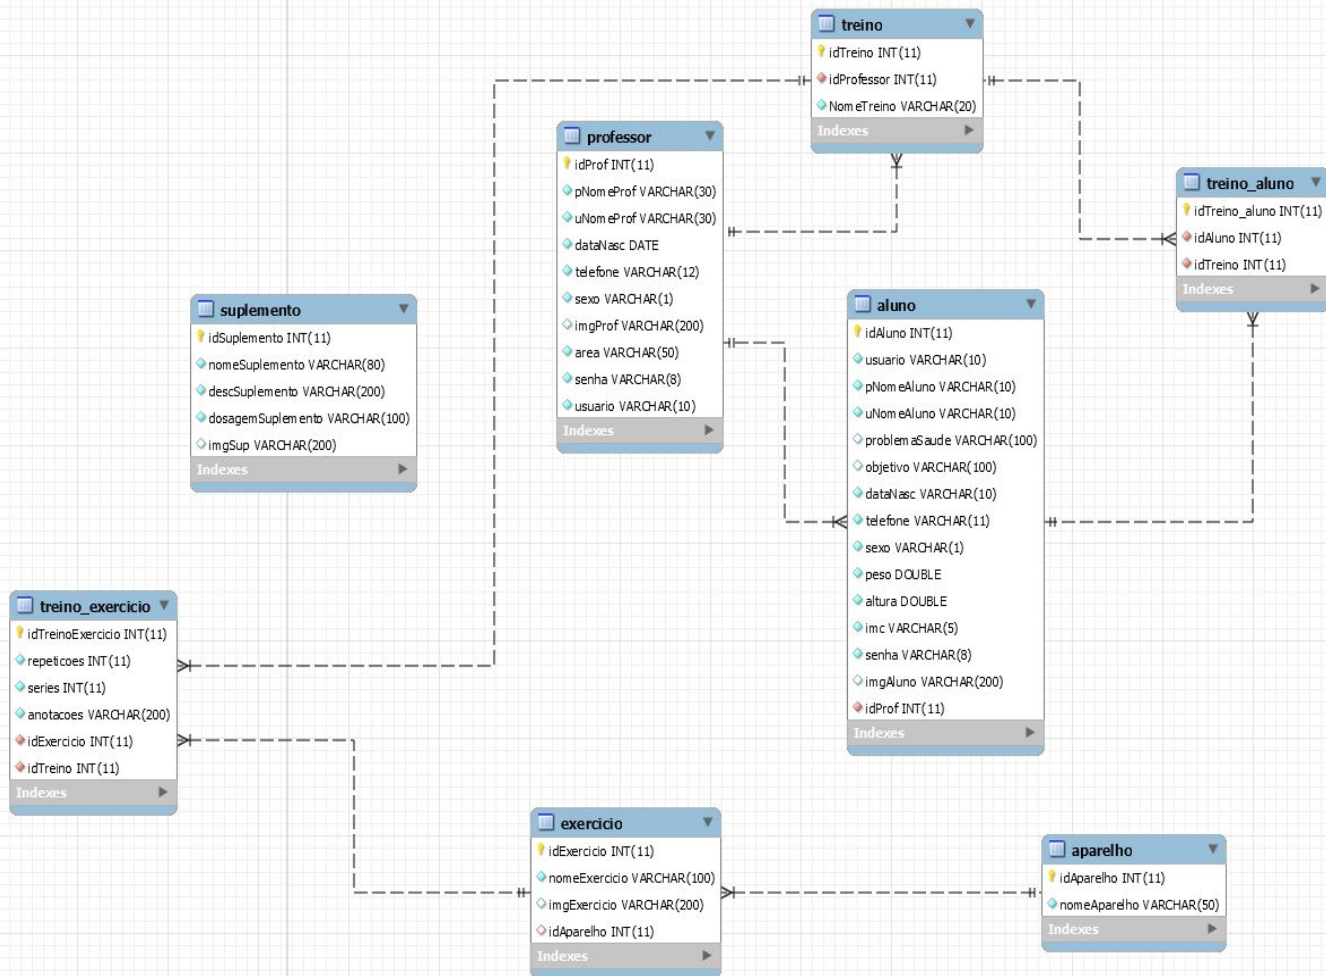 treino
idTreino INT(11)
idProfessor INT(11)
NomeTreino VARCHAR(20)
Indexes
professor
idProf INT(11)
pNomeProf VARCHAR(30)
uNomeProf VARCHAR(30)
dataNasc DATE
telefone VARCHAR(12)
sexo VARCHAR(1)
imgProf VARCHAR(200)
area VARCHAR(50)
senha VARCHAR(8)
usuario VARCHAR(10)
Indexes
treino_aluno
idTreino_aluno INT(11)
idAluno INT(11)
idTreino INT(11)
Indexes
suplemento
idSuplemento INT(11)
nomeSuplemento VARCHAR(80)
descSuplemento VARCHAR(200)
dosagemSuplemento VARCHAR(100)
imgSup VARCHAR(200)
Indexes
aluno
idAluno INT(11)
usuario VARCHAR(10)
pNomeAluno VARCHAR(10)
uNomeAluno VARCHAR(10)
problemaSaude VARCHAR(100)
objetivo VARCHAR(100)
dataNasc VARCHAR(10)
telefone VARCHAR(11)
sexo VARCHAR(1)
peso DOUBLE
altura DOUBLE
imc VARCHAR(5)
senha VARCHAR(8)
imgAluno VARCHAR(200)
idProf INT(11)
Indexes
treino_exercicio
idTreinoExercicio INT(11)
repeticoes INT(11)
series INT(11)
anotacoes VARCHAR(200)
idExercicio INT(11)
idTreino INT(11)
Indexes
exercicio
idExercicio INT(11)
nomeExercicio VARCHAR(100)
imgExercicio VARCHAR(200)
idAparelho INT(11)
Indexes
aparelho
idAparelho INT(11)
nomeAparelho VARCHAR(50)
Indexes